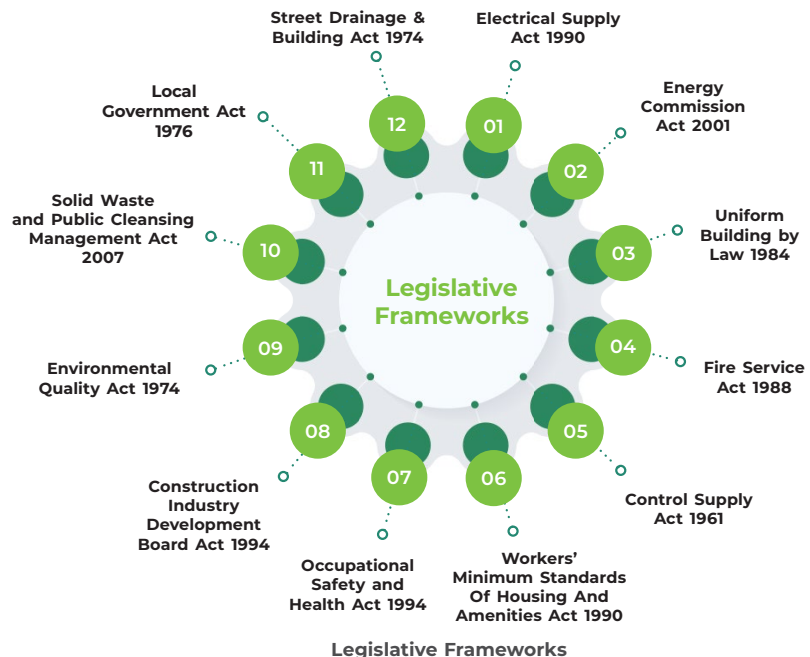 Street Drainage &
Building Act 1974
Electrical Supply
Act 1990
Local
Government Act
1976
Energy
Commission
Act 2001
12
01
11
02
Solid Waste
and Public Cleansing
Management Act
2007
Uniform
Building by
Law 1984
10
03
Legislative
Frameworks
09
04
Environmental
Quality Act 1974
Fire Service
Act 1988
08
05
07
06
Construction
Industry
Development
Board Act 1994
Control Supply
Act 1961
Occupational
Safety and
Health Act 1994
Workers’
Minimum Standards
Of Housing And
Amenities Act 1990
Legislative Frameworks